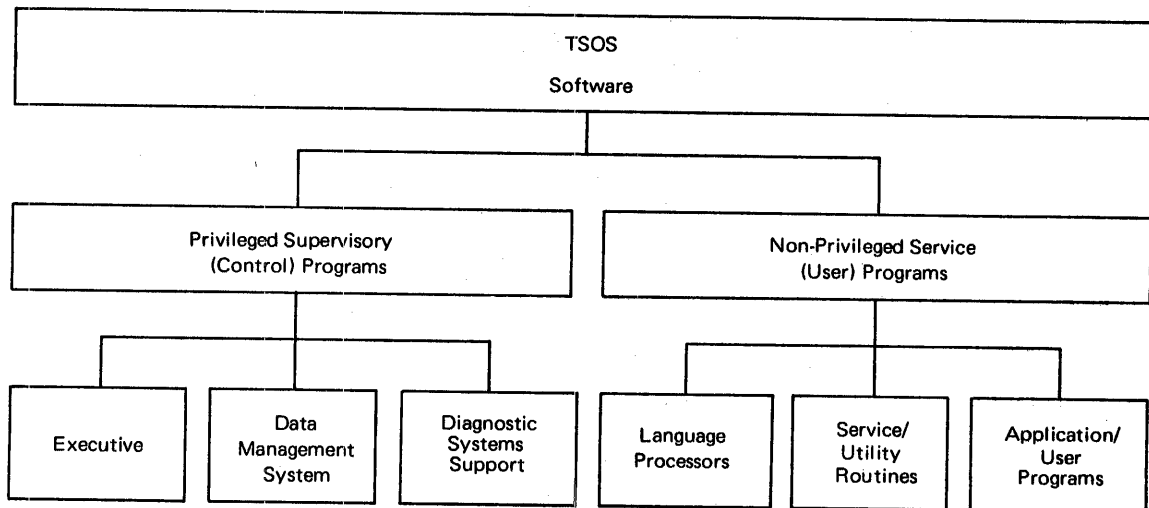 TSOS
Software
Privileged Supervisory
(Control) Programs
Non-Privileged Service
(User) Programs
Executive
Data
Management
System
Diagnostic
Systems
Support
Language
Processors
Service/
Utility
Routines
Application/
User
Programs